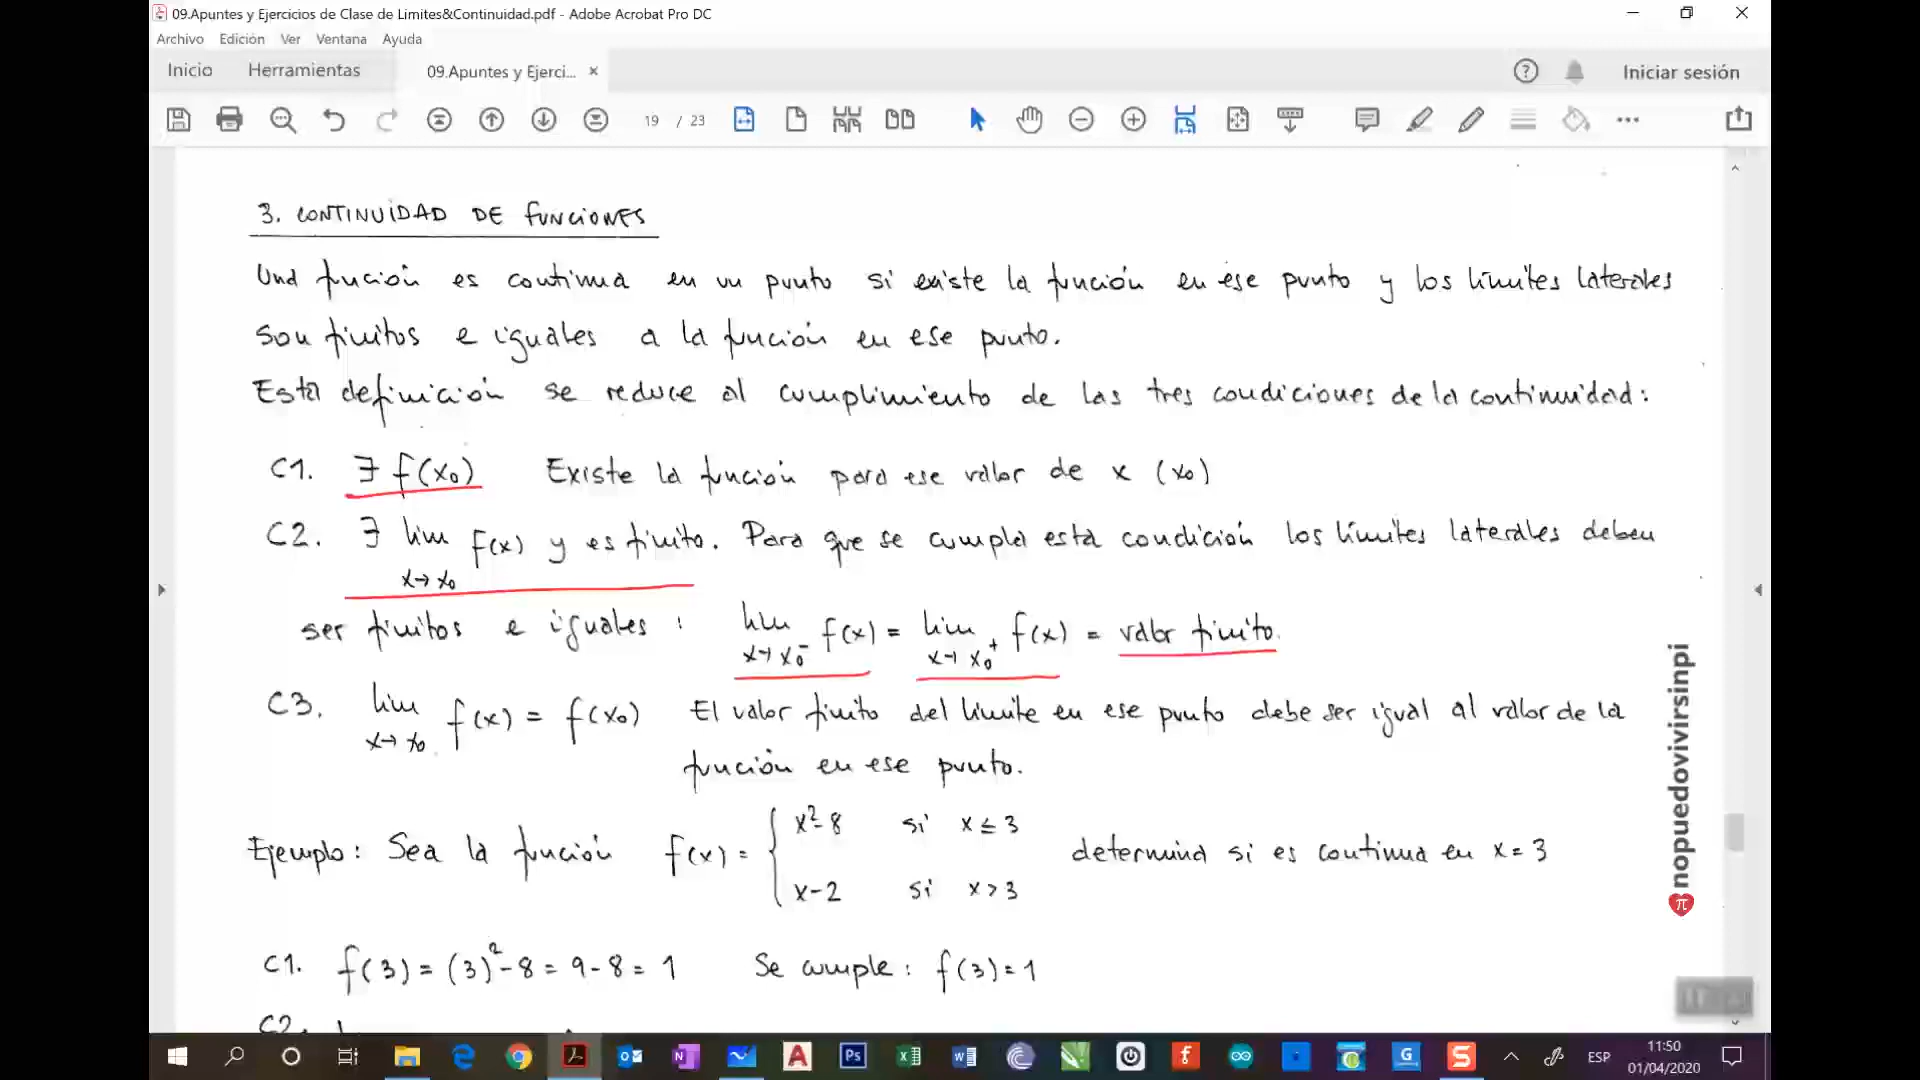 09.Apuntes y Ejercicios de Clase de Limites&Continuidad.pdf - Adobe Acrobat Pro DC
Archivo Edición Ver Ventana Ayuda
Inicio Herramientas 09.Apuntes y Ejerci... × Iniciar sesión
19 / 23
3. CONTINUIDAD DE FUNCIONES
Una función es continua en un punto si existe la función en ese punto y los límites laterales
son finitos e iguales a la función en ese punto.
Esta definición se reduce al cumplimiento de las tres condiciones de la continuidad:
C1. ∃ f(x₀) Existe la función para ese valor de x (x₀)
C2. ∃ lim f(x) y es finito. Para que se cumpla esta condición los límites laterales deben
x→x₀
ser finitos e iguales : lim f(x) = lim f(x) = valor finito.
x→x₀⁻ x→x₀⁺
C3. lim f(x) = f(x₀) El valor finito del límite en ese punto debe ser igual al valor de la
x→x₀
función en ese punto.
x²-8 si x ≤ 3
Ejemplo: Sea la función f(x) = determina si es continua en x = 3
x-2 si x > 3
C1. f(3) = (3)²-8 = 9-8 = 1 Se cumple : f(3) = 1
C2.
nopuedovivirsinpi
π
ESP
11:50
01/04/2020